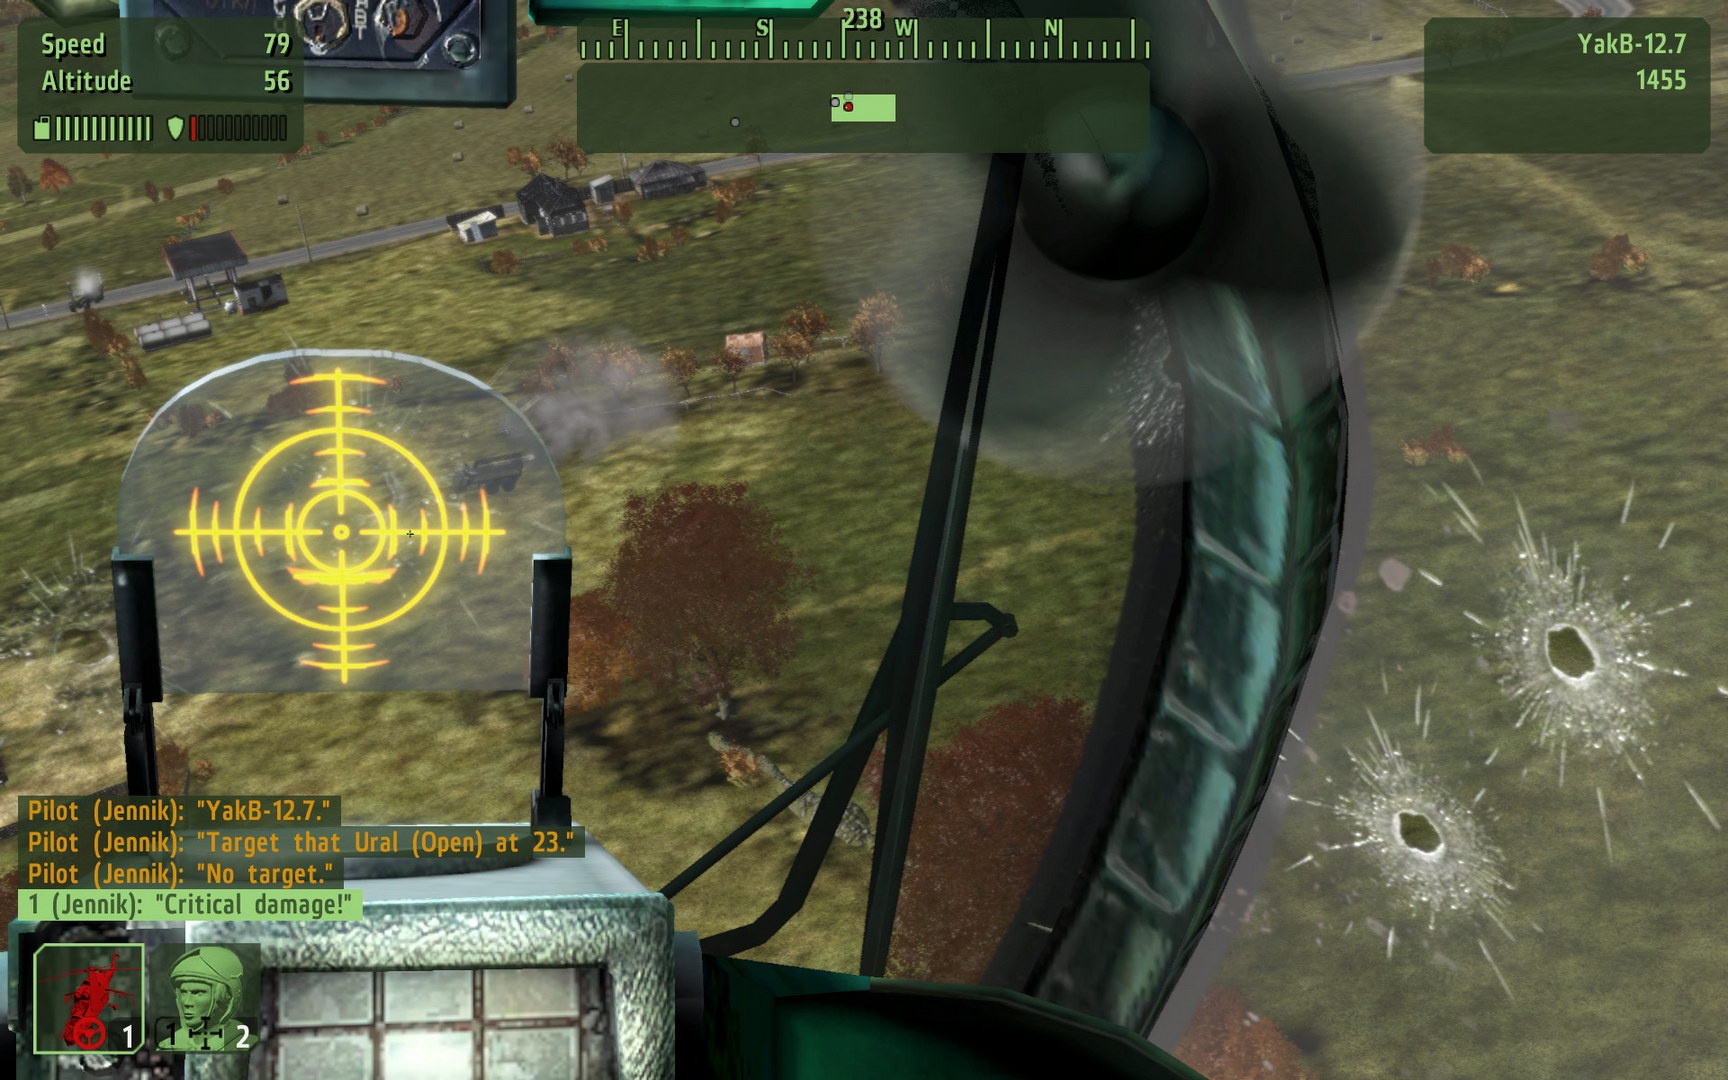 Speed 79
Altitude 56
E S 238 W N
YakB-12.7
1455
Pilot (Jennik): "YakB-12.7."
Pilot (Jennik): "Target that Ural (Open) at 23."
Pilot (Jennik): "No target."
1 (Jennik): "Critical damage!"
1 1 2